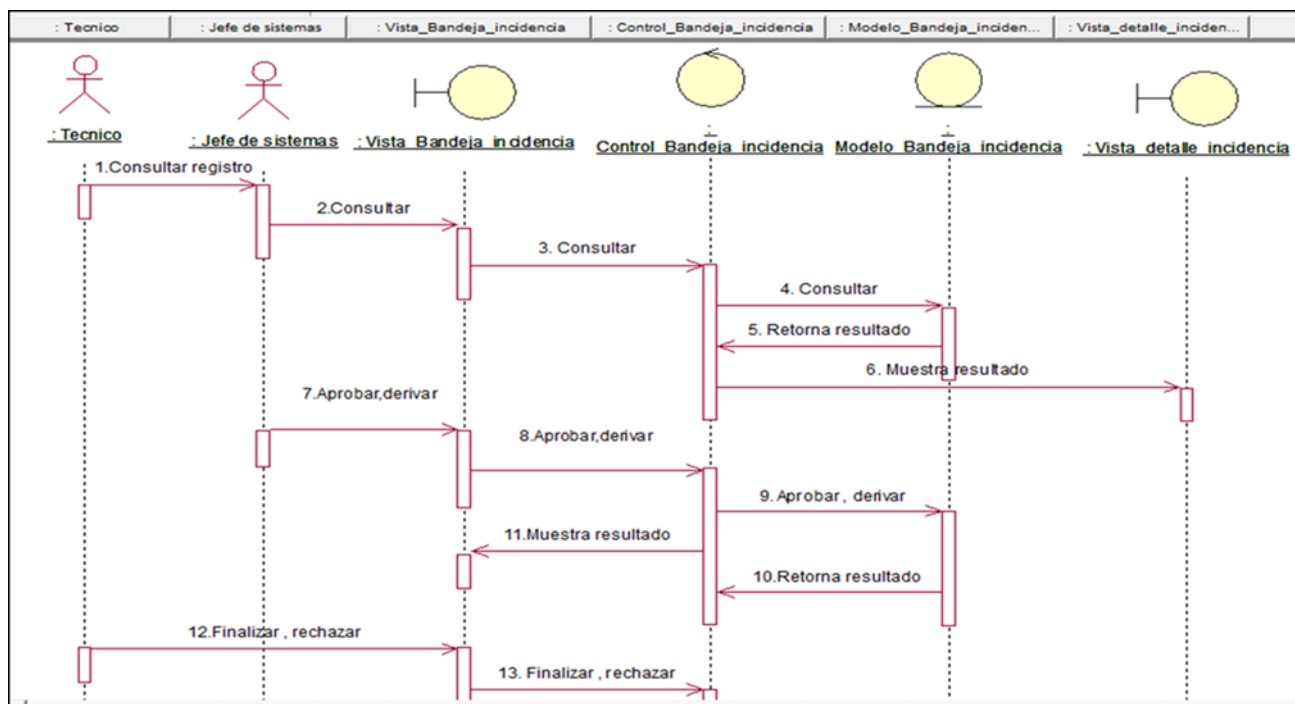 : Tecnico
: Jefe de sistemas
: Vista_Bandeja_incidencia
: Control_Bandeja_incidencia
: Modelo_Bandeja_inciden...
: Vista_detalle_inciden...
: Tecnico
: Jefe de sistemas
: Vista_Bandeja_incidencia
:
Control_Bandeja_incidencia
:
Modelo_Bandeja_incidencia
: Vista_detalle_incidencia
1.Consultar registro
2.Consultar
3. Consultar
4. Consultar
5. Retorna resultado
6. Muestra resultado
7.Aprobar,derivar
8.Aprobar,derivar
9. Aprobar , derivar
11.Muestra resultado
10.Retorna resultado
12.Finalizar , rechazar
13. Finalizar , rechazar